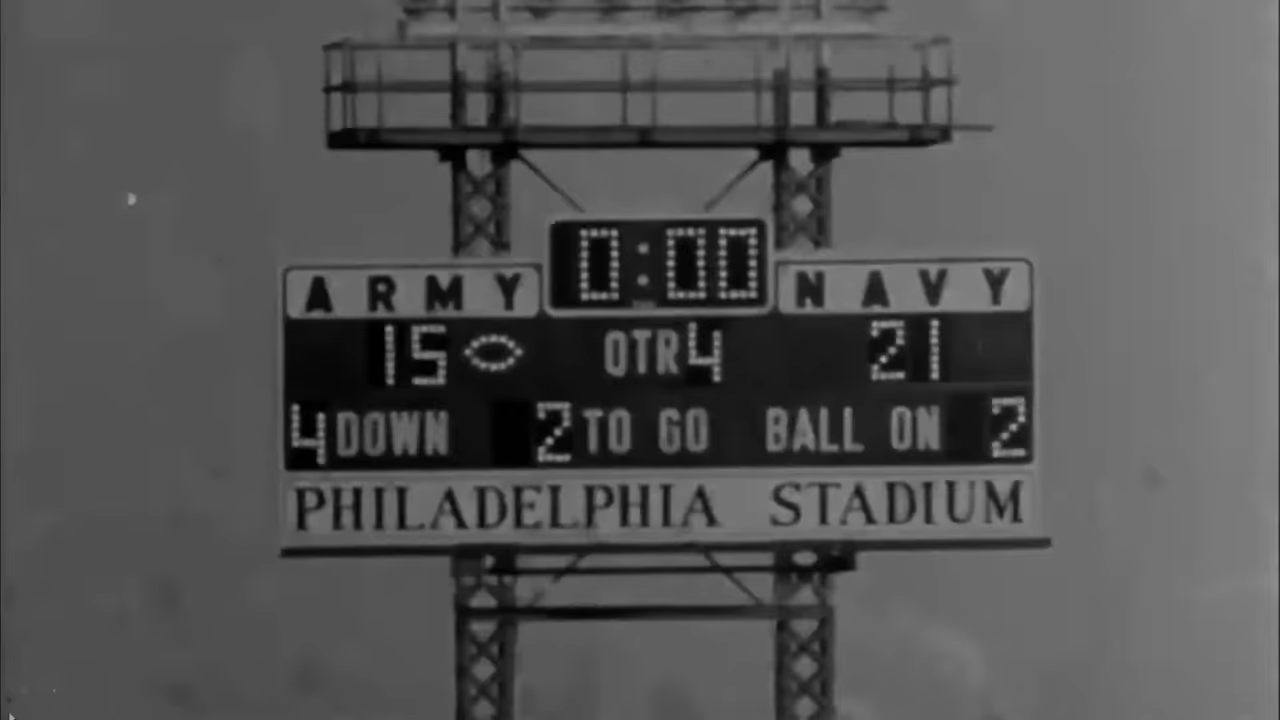 0:00
ARMY NAVY
15 QTR 4 21
4 DOWN 2 TO GO BALL ON 2
PHILADELPHIA STADIUM